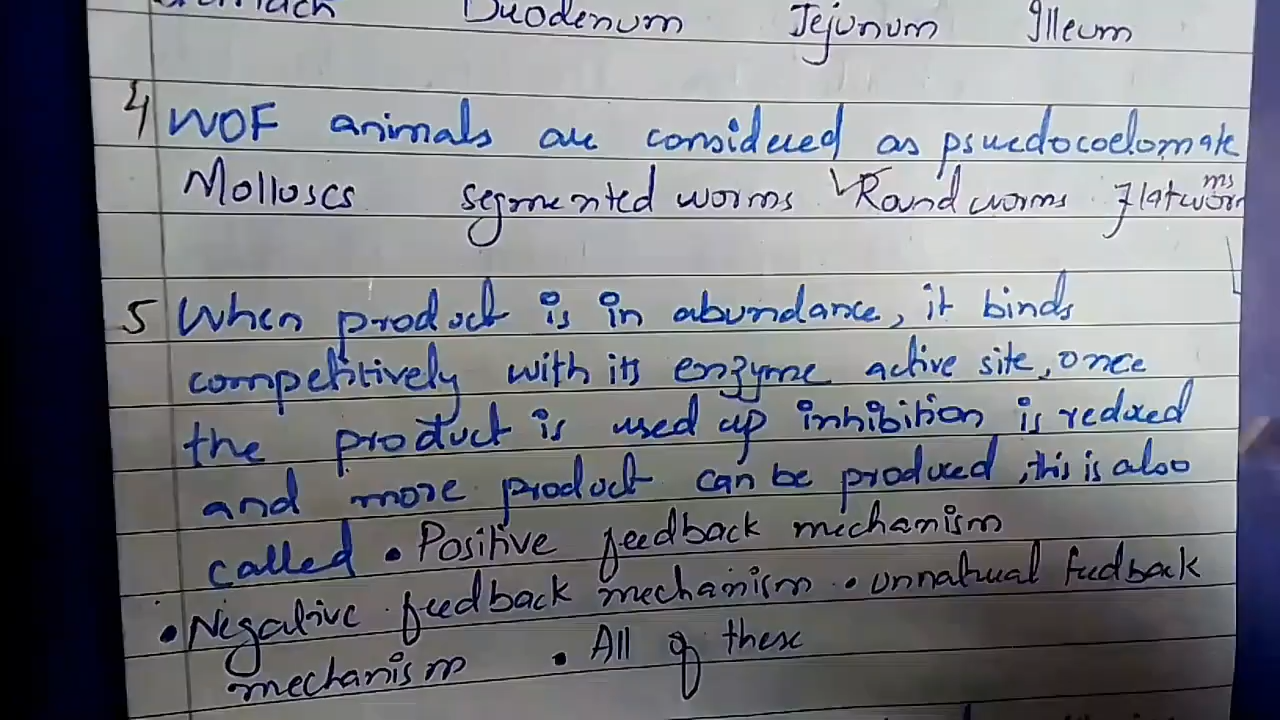 Duodenum Jejunum Illeum
4 WOF animals are considered as psuedocoelomate
Molluscs segmented worms Roundworms Flatworms
5 When product is in abundance, it binds
competitively with its enzyme active site, once
the product is used up inhibition is reduced
and more product can be produced, this is also
called • Positive feedback mechanism
• Negative feedback mechanism • unnatural feedback
mechanism • All of these